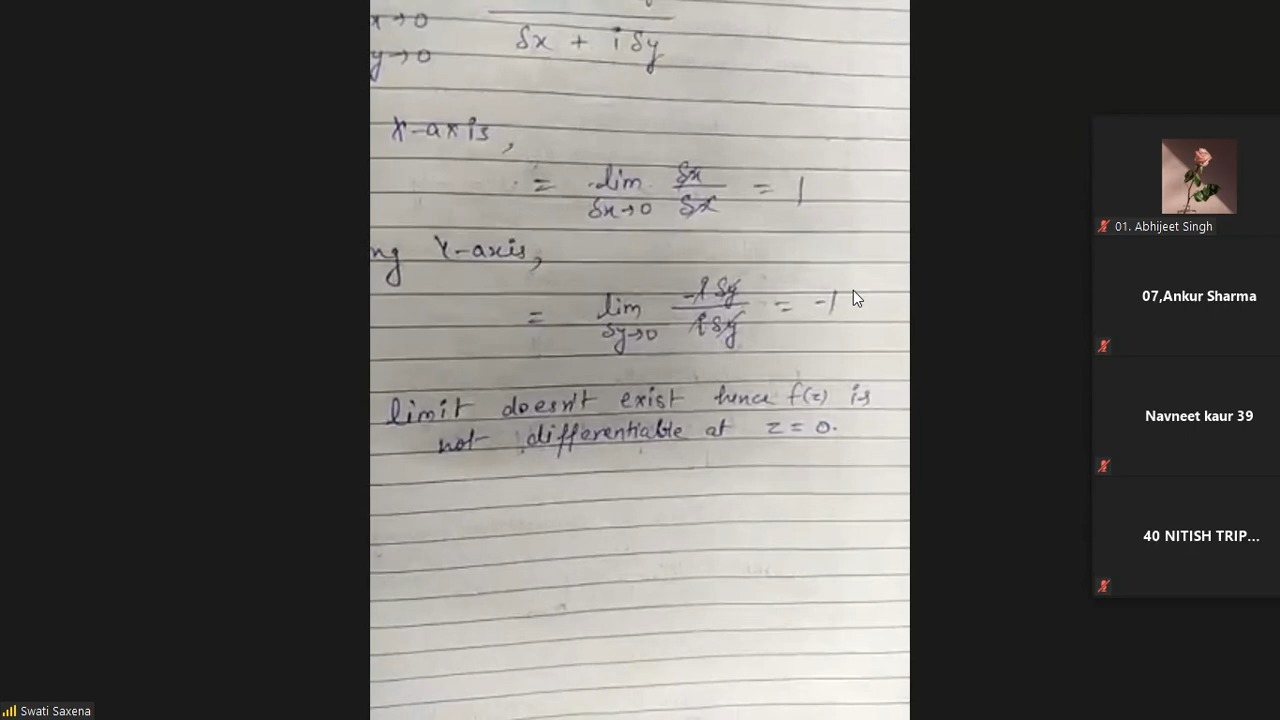 x→0
δx + iδy
y→0
X-axis,
= lim δx/δx = 1
δx→0
ng Y-axis,
= lim -iδy/iδy = -1
δy→0
limit doesn't exist hence f(z) is
not differentiable at z = 0.
01. Abhijeet Singh
07,Ankur Sharma
Navneet kaur 39
40 NITISH TRIP...
Swati Saxena